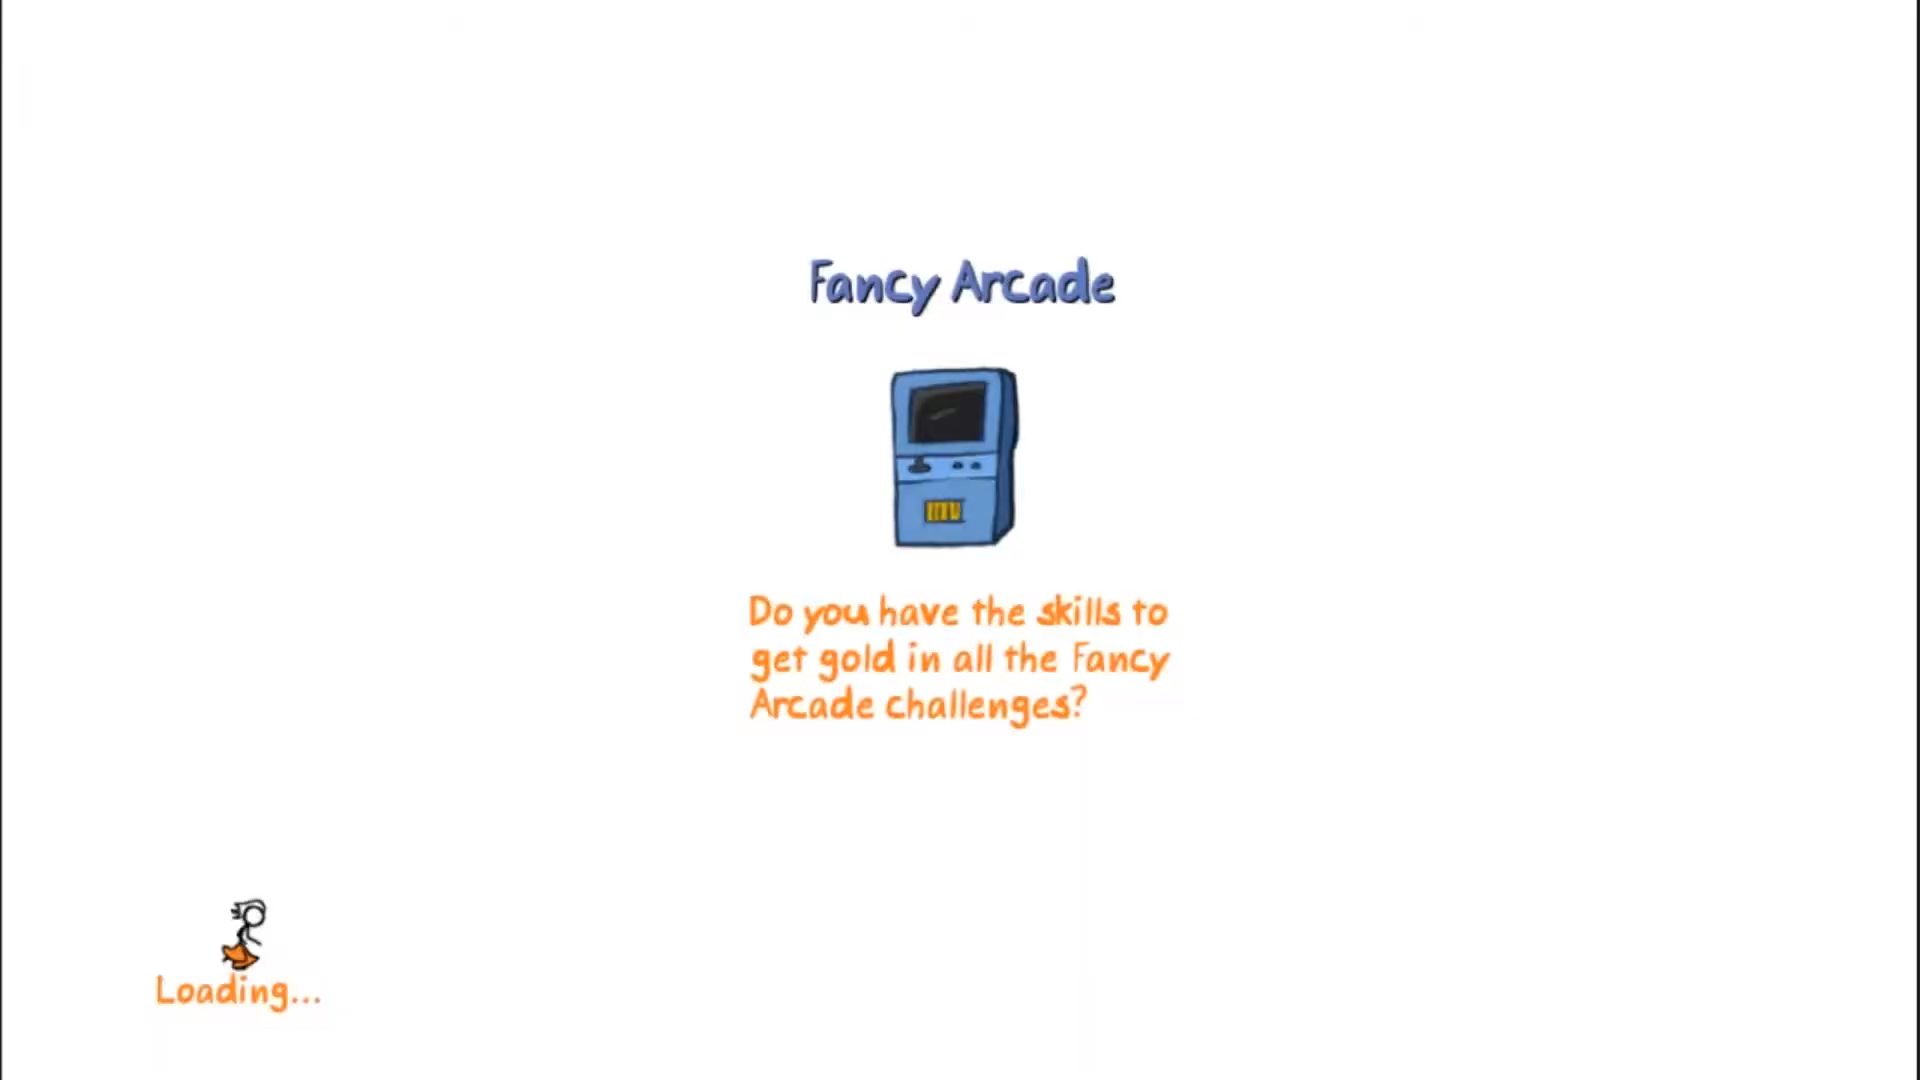 Fancy Arcade
Do you have the skills to
get gold in all the Fancy
Arcade challenges?
Loading...